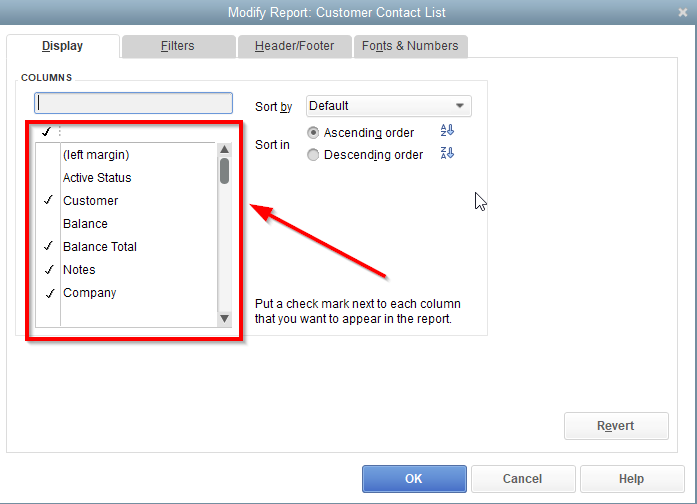 Modify Report: Customer Contact List
Display
Filters
Header/Footer
Fonts & Numbers
COLUMNS
Sort by
Default
Sort in
Ascending order
Descending order
(left margin)
Active Status
Customer
Balance
Balance Total
Notes
Company
Put a check mark next to each column
that you want to appear in the report.
Revert
OK
Cancel
Help